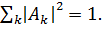 ∑ₖ|Aₖ|² = 1.